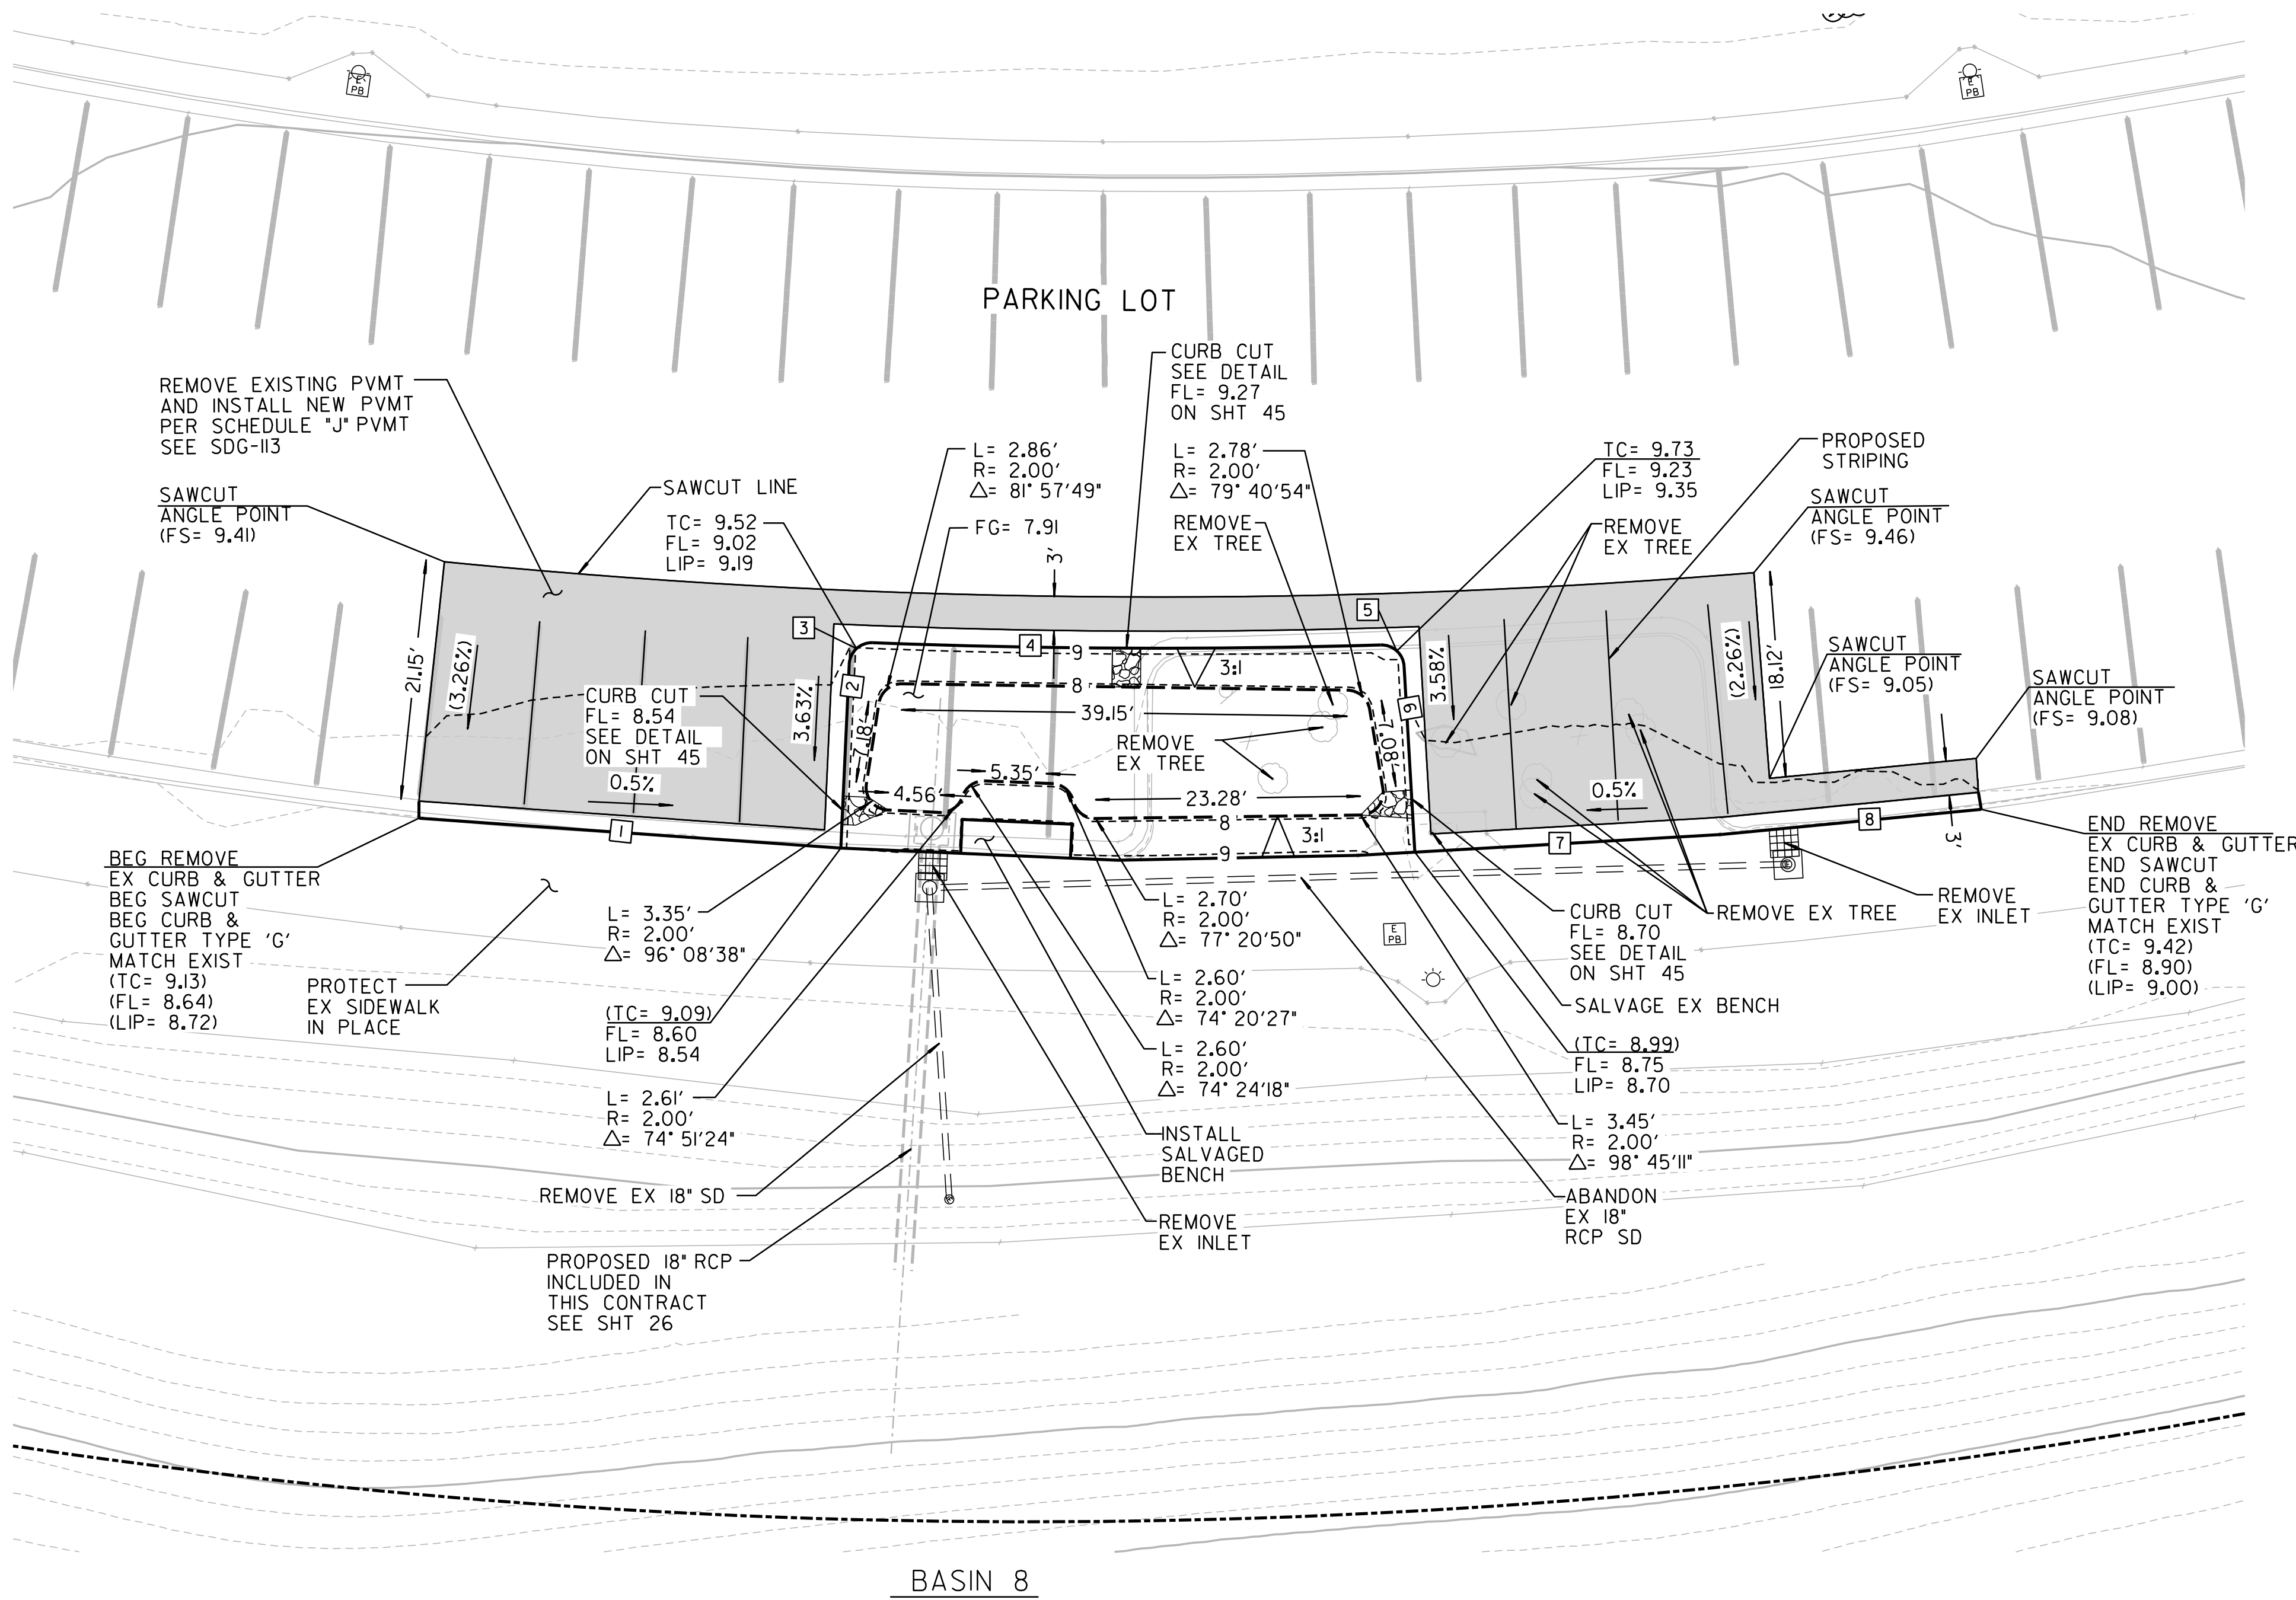 E
PB
E
PB
PARKING LOT
CURB CUT
SEE DETAIL
FL= 9.27
ON SHT 45
REMOVE EXISTING PVMT
AND INSTALL NEW PVMT
PER SCHEDULE "J" PVMT
SEE SDG-113
L= 2.86'
R= 2.00'
△= 81°57'49"
L= 2.78'
R= 2.00'
△= 79°40'54"
TC= 9.73
FL= 9.23
LIP= 9.35
PROPOSED
STRIPING
SAWCUT
ANGLE POINT
(FS= 9.41)
SAWCUT LINE
TC= 9.52
FL= 9.02
LIP= 9.19
FG= 7.91
3'
REMOVE
EX TREE
REMOVE
EX TREE
SAWCUT
ANGLE POINT
(FS= 9.46)
3
5
4
9
3:1
2
6
8
39.15'
21.15'
(3.26%)
3.63%
7.18'
7.08'
3.58%
(2.26%)
18.12'
SAWCUT
ANGLE POINT
(FS= 9.05)
SAWCUT
ANGLE POINT
(FS= 9.08)
CURB CUT
FL= 8.54
SEE DETAIL
ON SHT 45
0.5%
REMOVE
EX TREE
5.35'
4.56'
23.28'
8
3:1
9
0.5%
1
7
8
3'
BEG REMOVE
EX CURB & GUTTER
BEG SAWCUT
BEG CURB &
GUTTER TYPE 'G'
MATCH EXIST
(TC= 9.13)
(FL= 8.64)
(LIP= 8.72)
PROTECT
EX SIDEWALK
IN PLACE
L= 3.35'
R= 2.00'
△= 96°08'38"
(TC= 9.09)
FL= 8.60
LIP= 8.54
L= 2.61'
R= 2.00'
△= 74°51'24"
REMOVE EX 18" SD
PROPOSED 18" RCP
INCLUDED IN
THIS CONTRACT
SEE SHT 26
L= 2.70'
R= 2.00'
△= 77°20'50"
L= 2.60'
R= 2.00'
△= 74°20'27"
L= 2.60'
R= 2.00'
△= 74°24'18"
INSTALL
SALVAGED
BENCH
REMOVE
EX INLET
E
PB
CURB CUT
FL= 8.70
SEE DETAIL
ON SHT 45
SALVAGE EX BENCH
(TC= 8.99)
FL= 8.75
LIP= 8.70
L= 3.45'
R= 2.00'
△= 98°45'11"
ABANDON
EX 18"
RCP SD
REMOVE EX TREE
REMOVE
EX INLET
END REMOVE
EX CURB & GUTTER
END SAWCUT
END CURB &
GUTTER TYPE 'G'
MATCH EXIST
(TC= 9.42)
(FL= 8.90)
(LIP= 9.00)
BASIN 8